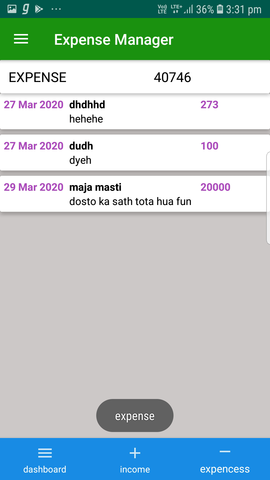 36% 3:31 pm
Expense Manager
EXPENSE 40746
27 Mar 2020 dhdhhd 273
hehehe
27 Mar 2020 dudh 100
dyeh
29 Mar 2020 maja masti 20000
dosto ka sath tota hua fun
expense
dashboard income expencess